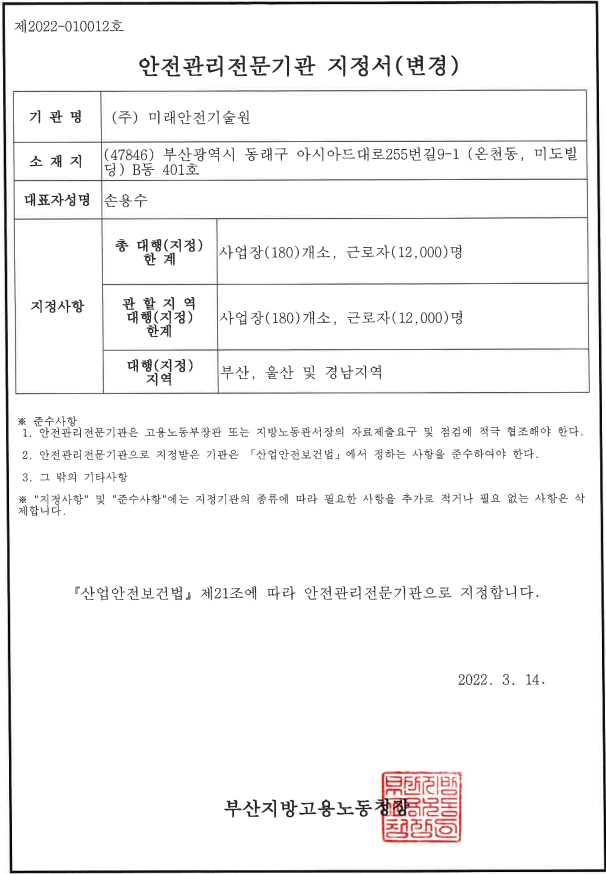 제2022-010012호
안전관리전문기관 지정서(변경)
기 관 명
(주) 미래안전기술원
소 재 지
(47846) 부산광역시 동래구 아시아드대로255번길9-1 (온천동, 미도빌
딩) B동 401호
대표자성명
손용수
지정사항
총 대행(지정)
한 계
사업장(180)개소, 근로자(12,000)명
관 할 지 역
대행(지정)
한계
사업장(180)개소, 근로자(12,000)명
대행(지정)
지역
부산, 울산 및 경남지역
※ 준수사항
1. 안전관리전문기관은 고용노동부장관 또는 지방노동관서장의 자료제출요구 및 점검에 적극 협조해야 한다.
2. 안전관리전문기관으로 지정받은 기관은 「산업안전보건법」에서 정하는 사항을 준수하여야 한다.
3. 그 밖의 기타사항
※ "지정사항" 및 "준수사항"에는 지정기관의 종류에 따라 필요한 사항을 추가로 적거나 필요 없는 사항은 삭
제합니다.
『산업안전보건법』제21조에 따라 안전관리전문기관으로 지정합니다.
2022. 3. 14.
부산지방고용노동청장